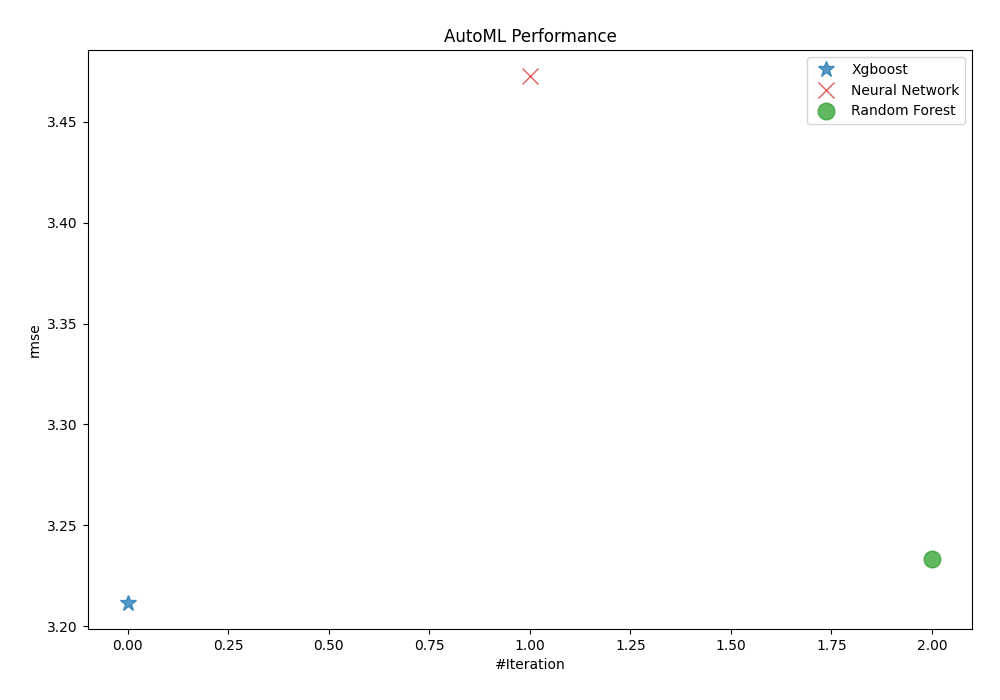 AutoML Performance
Xgboost
Neural Network
Random Forest
rmse
3.45
3.40
3.35
3.30
3.25
3.20
0.00 0.25 0.50 0.75 1.00 1.25 1.50 1.75 2.00
#Iteration